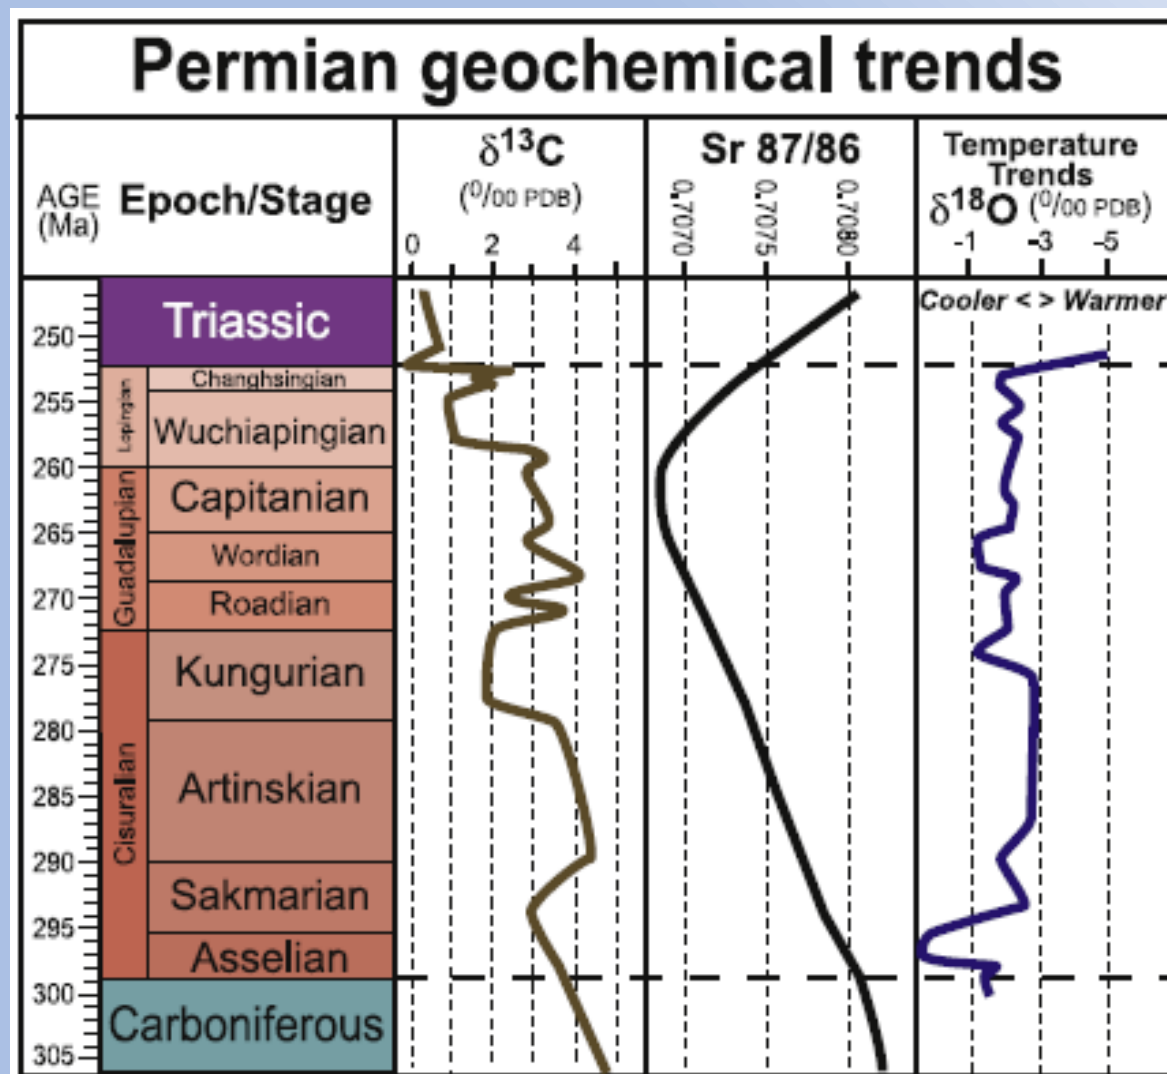 Permian geochemical trends
AGE
(Ma)
Epoch/Stage
δ¹³C
(⁰/00 PDB)
0 2 4
Sr 87/86
0.7070 0.7075 0.7080
Temperature
Trends
δ¹⁸O (⁰/00 PDB)
-1 -3 -5
Cooler < > Warmer
250
255
260
265
270
275
280
285
290
295
300
305
Triassic
Lopingian
Changhsingian
Wuchiapingian
Guadalupian
Capitanian
Wordian
Roadian
Cisuralian
Kungurian
Artinskian
Sakmarian
Asselian
Carboniferous